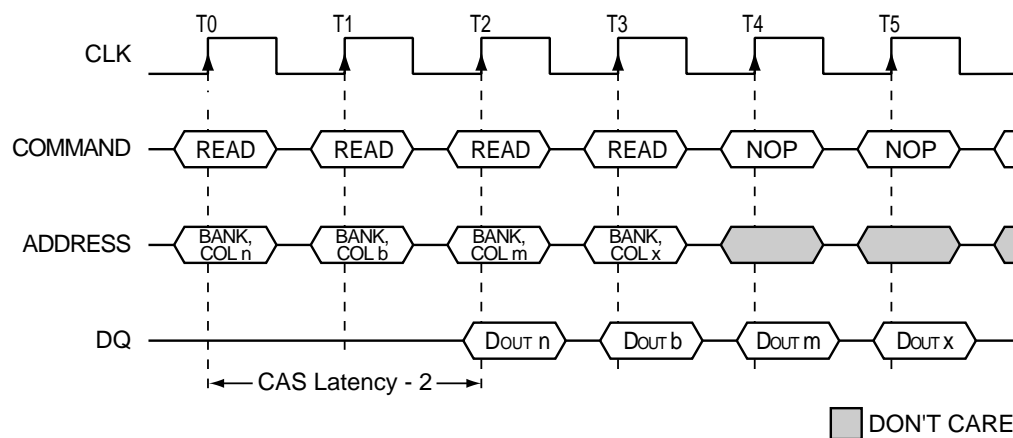 T0 T1 T2 T3 T4 T5
CLK
COMMAND READ READ READ READ NOP NOP
ADDRESS BANK, COL n BANK, COL b BANK, COL m BANK, COL x
DQ DOUT n DOUT b DOUT m DOUT x
CAS Latency - 2
DON'T CARE